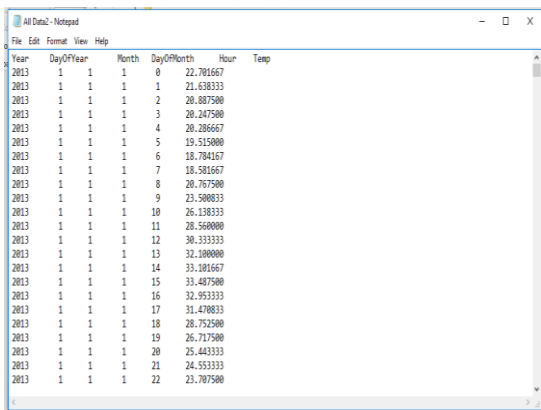 All Data2 - Notepad
File Edit Format View Help
Year DayOfYear Month DayOfMonth Hour Temp
2013 1 1 1 0 22.701667
2013 1 1 1 1 21.638333
2013 1 1 1 2 20.887500
2013 1 1 1 3 20.247500
2013 1 1 1 4 20.286667
2013 1 1 1 5 19.515000
2013 1 1 1 6 18.784167
2013 1 1 1 7 18.581667
2013 1 1 1 8 20.767500
2013 1 1 1 9 23.500833
2013 1 1 1 10 26.138333
2013 1 1 1 11 28.560000
2013 1 1 1 12 30.333333
2013 1 1 1 13 32.100000
2013 1 1 1 14 33.101667
2013 1 1 1 15 33.487500
2013 1 1 1 16 32.953333
2013 1 1 1 17 31.470833
2013 1 1 1 18 28.752500
2013 1 1 1 19 26.717500
2013 1 1 1 20 25.443333
2013 1 1 1 21 24.553333
2013 1 1 1 22 23.707500